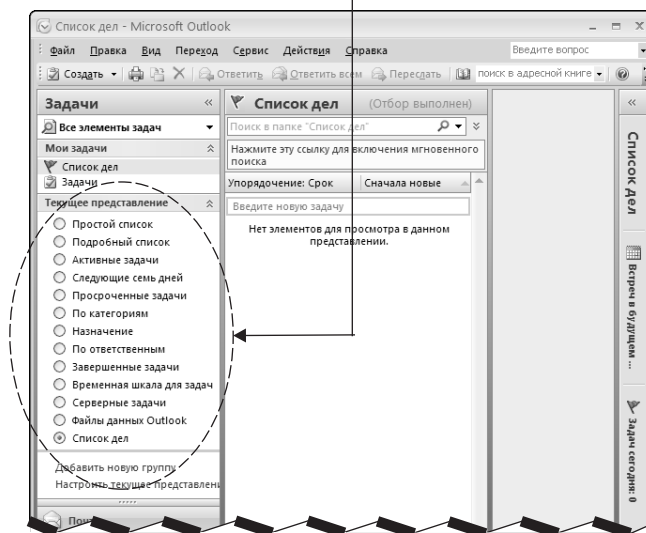 Список дел - Microsoft Outlook
Файл Правка Вид Переход Сервис Действия Справка Введите вопрос
Создать Ответить Ответить всем Переслать поиск в адресной книге
Задачи «
Все элементы задач
Мои задачи
Список дел
Задачи
Текущее представление
Простой список
Подробный список
Активные задачи
Следующие семь дней
Просроченные задачи
По категориям
Назначение
По ответственным
Завершенные задачи
Временная шкала для задач
Серверные задачи
Файлы данных Outlook
Список дел
Добавить новую группу
Настроить текущее представлени
Список дел (Отбор выполнен)
Поиск в папке "Список дел"
Нажмите эту ссылку для включения мгновенного
поиска
Упорядочение: Срок Сначала новые
Введите новую задачу
Нет элементов для просмотра в данном
представлении.
«
Список дел
Встреч в будущем ...
Задач сегодня: 0